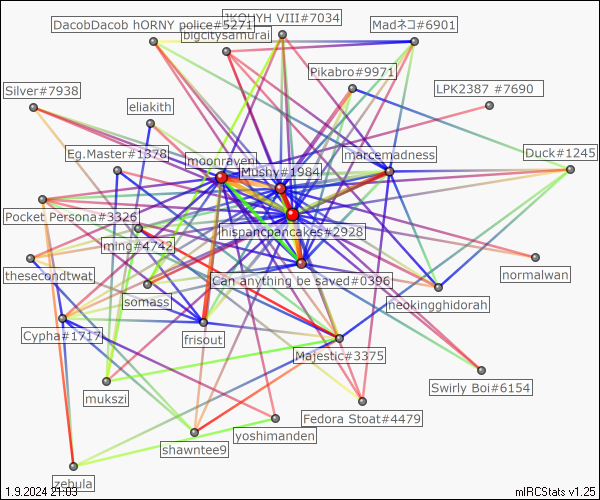 JKOUYH VIII#7034
DacobDacob hORNY police#5271
Madネコ#6901
bigcitysamurai
Pikabro#9971
Silver#7938
LPK2387 #7690
eliakith
Eg.Master#1378
moonrayen
marcemadness
Duck#1245
Mushy#1984
Pocket Persona#3326
hispancpancakes#2928
ming#4742
thesecondtwat
Can anything be saved#0396
normalwan
somass
neokingghidorah
Cypha#1717
frisout
Majestic#3375
Swirly Boi#6154
mukszi
Fedora Stoat#4479
yoshimanden
shawntee9
zebula
1.9.2024 21:03
mIRCStats v1.25